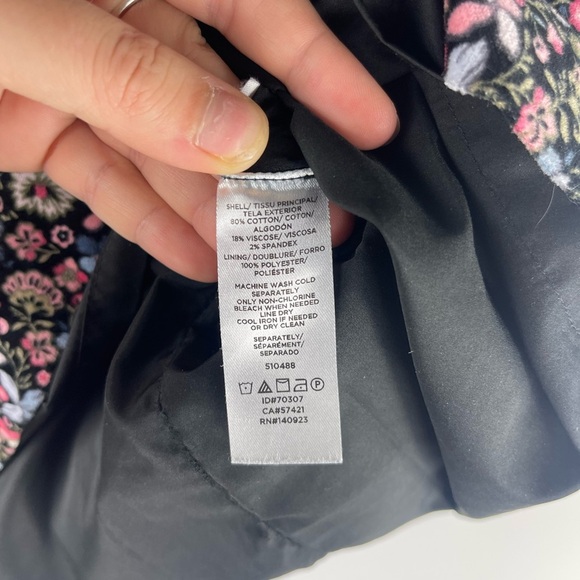 SHELL/ TISSU PRINCIPAL/
TELA EXTERIOR
80% COTTON/ COTON/
ALGODÓN
18% VISCOSE/ VISCOSA
2% SPANDEX
LINING/ DOUBLURE/ FORRO
100% POLYESTER/
POLIÉSTER
MACHINE WASH COLD
SEPARATELY
ONLY NON-CHLORINE
BLEACH WHEN NEEDED
LINE DRY
COOL IRON IF NEEDED
OR DRY CLEAN
SEPARATELY/
SÉPARÉMENT/
SEPARADO
510488
P
ID#70307
CA#57421
RN#140923